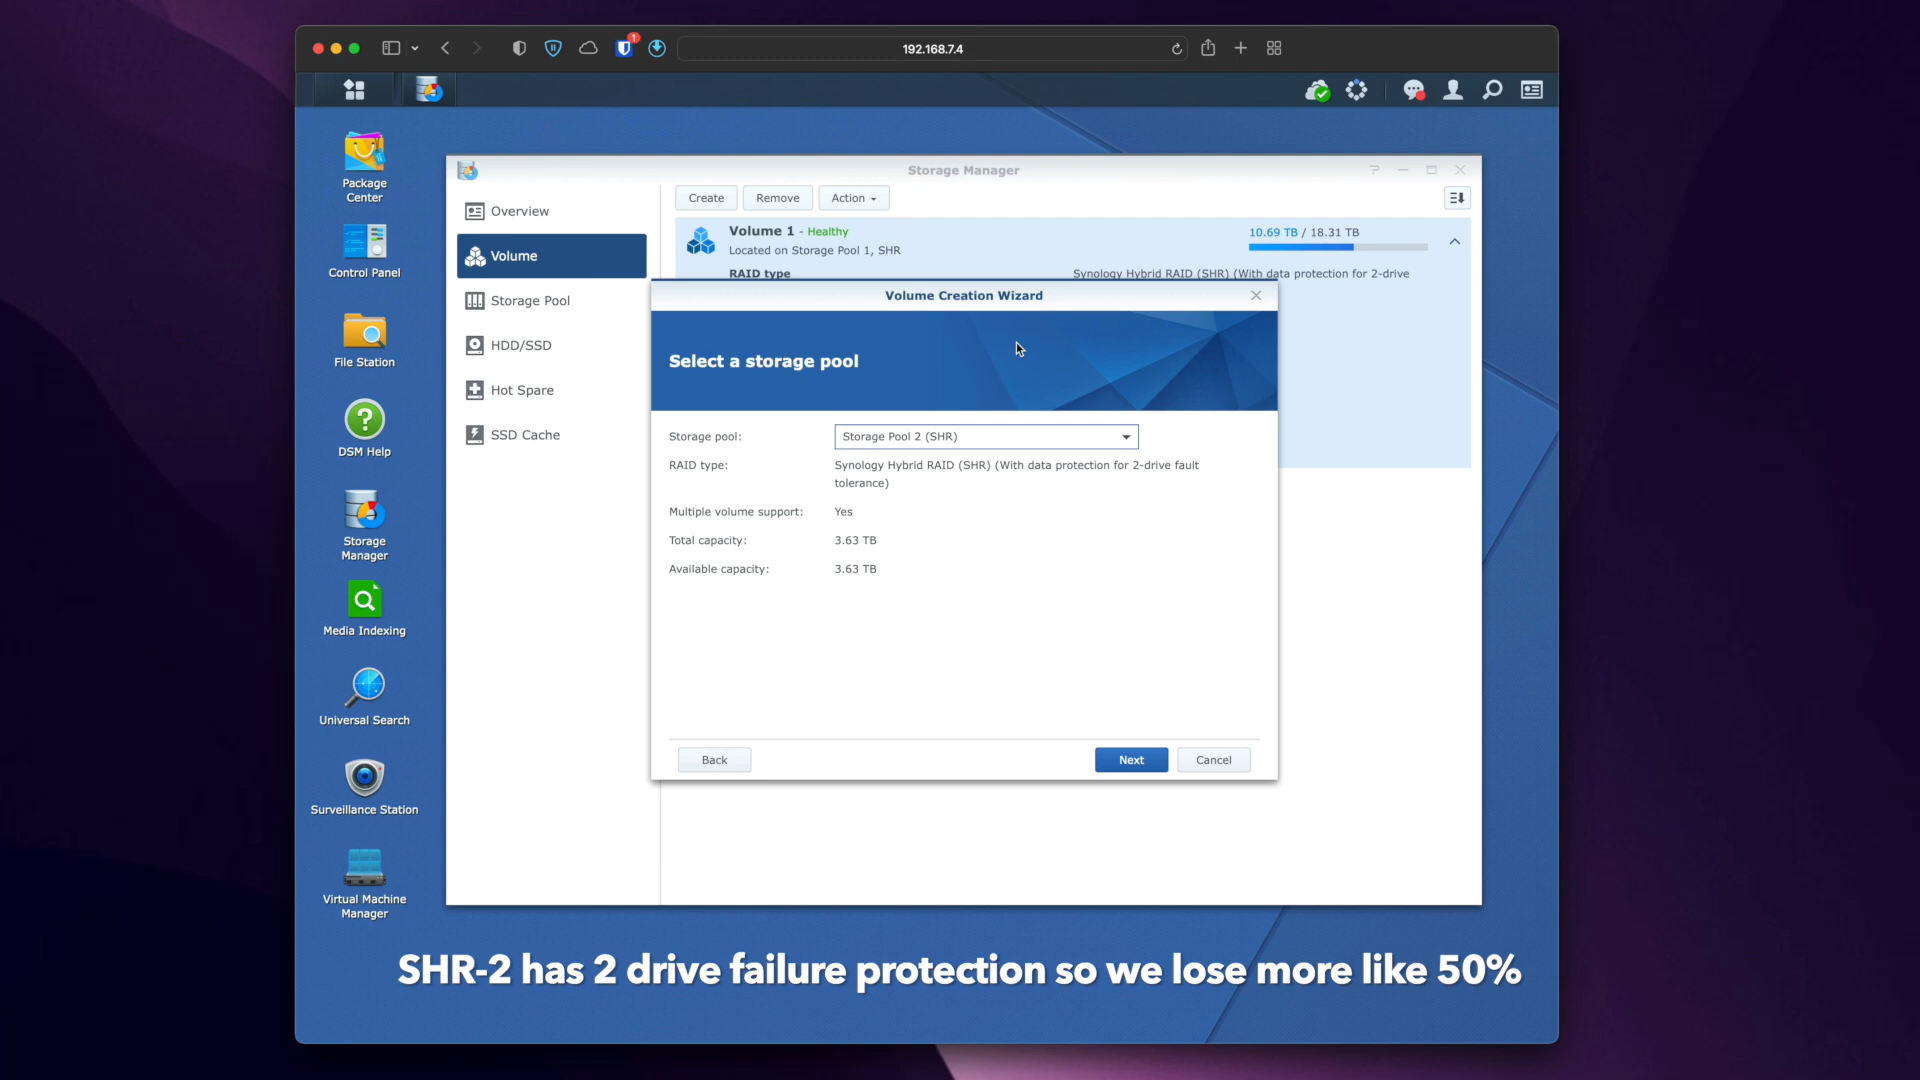 1
192.168.7.4
Package
Center
Control Panel
File Station
DSM Help
Storage
Manager
Media Indexing
Universal Search
Surveillance Station
Virtual Machine
Manager
Storage Manager
Overview
Volume
Storage Pool
HDD/SSD
Hot Spare
SSD Cache
Create
Remove
Action
Volume 1 - Healthy
10.69 TB / 18.31 TB
Located on Storage Pool 1, SHR
RAID type
Synology Hybrid RAID (SHR) (With data protection for 2-drive
Volume Creation Wizard
Select a storage pool
Storage pool:
Storage Pool 2 (SHR)
RAID type:
Synology Hybrid RAID (SHR) (With data protection for 2-drive fault
tolerance)
Multiple volume support:
Yes
Total capacity:
3.63 TB
Available capacity:
3.63 TB
Back
Next
Cancel
SHR-2 has 2 drive failure protection so we lose more like 50%